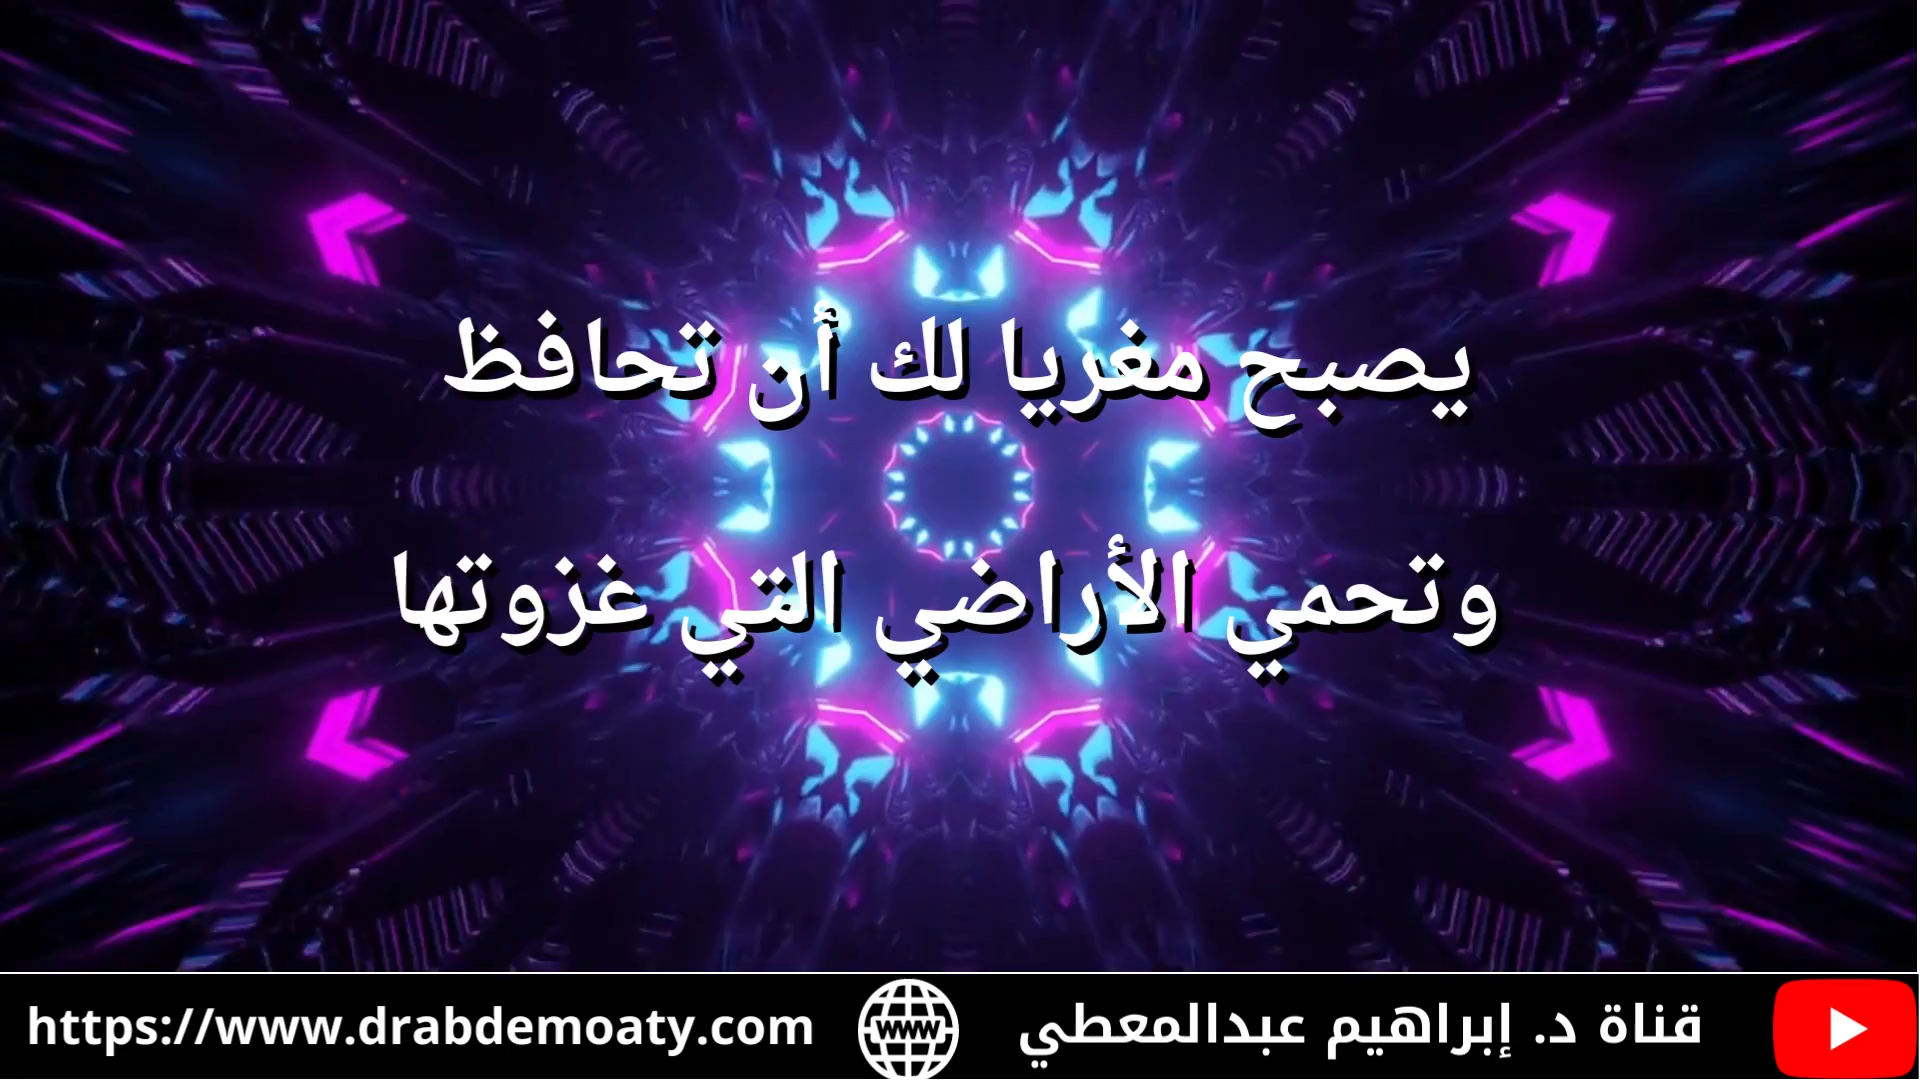 يصبح مغريا لك أن تحافظ
وتحمي الأراضي التي غزوتها
https://www.drabdemoaty.com
www
قناة د. إبراهيم عبدالمعطي